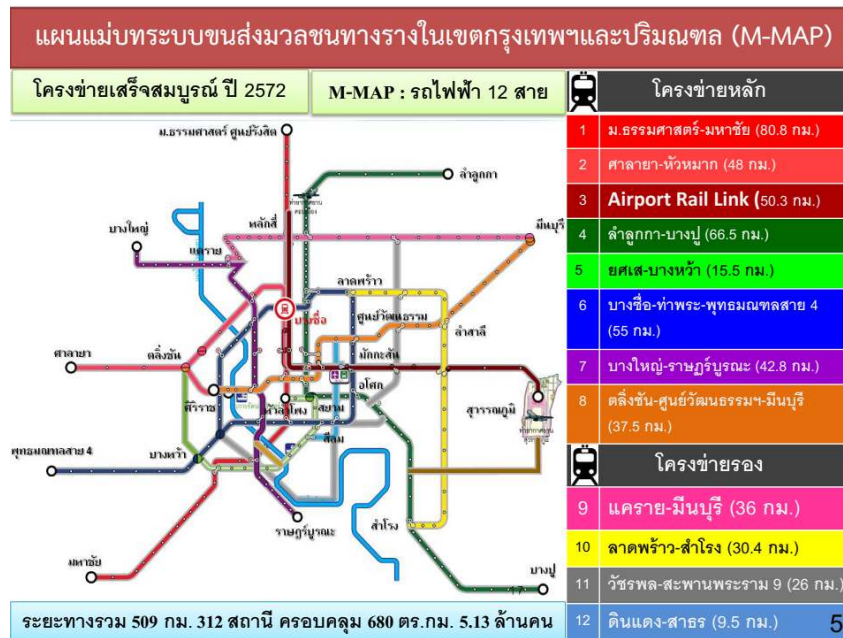 แผนแม่บทระบบขนส่งมวลชนทางรางในเขตกรุงเทพฯและปริมณฑล (M-MAP)
โครงข่ายเสร็จสมบูรณ์ ปี 2572
M-MAP : รถไฟฟ้า 12 สาย
ม.ธรรมศาสตร์ ศูนย์รังสิต
ลำลูกกา
บางใหญ่
หลักสี่
มีนบุรี
แคราย
ลาดพร้าว
บางซื่อ
ศูนย์วัฒนธรรม
ลำสาลี
ศาลายา
ตลิ่งชัน
มักกะสัน
อโศก
ศิริราช
หัวลำโพง
สยาม
สุวรรณภูมิ
สีลม
พุทธมณฑลสาย 4
บางหว้า
ราษฎร์บูรณะ
สำโรง
มหาชัย
บางปู
ระยะทางรวม 509 กม. 312 สถานี ครอบคลุม 680 ตร.กม. 5.13 ล้านคน
โครงข่ายหลัก
1 ม.ธรรมศาสตร์-มหาชัย (80.8 กม.)
2 ศาลายา-หัวหมาก (48 กม.)
3 Airport Rail Link (50.3 กม.)
4 ลำลูกกา-บางปู (66.5 กม.)
5 ยศเส-บางหว้า (15.5 กม.)
6 บางซื่อ-ท่าพระ-พุทธมณฑลสาย 4
(55 กม.)
7 บางใหญ่-ราษฎร์บูรณะ (42.8 กม.)
8 ตลิ่งชัน-ศูนย์วัฒนธรรมฯ-มีนบุรี
(37.5 กม.)
โครงข่ายรอง
9 แคราย-มีนบุรี (36 กม.)
10 ลาดพร้าว-สำโรง (30.4 กม.)
11 วัชรพล-สะพานพระราม 9 (26 กม.)
12 ดินแดง-สาธร (9.5 กม.)
5